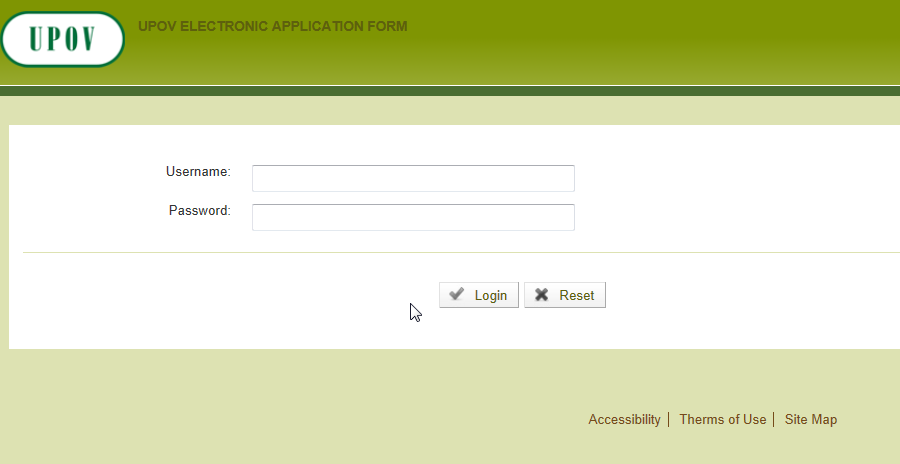 UPOV
UPOV ELECTRONIC APPLICATION FORM
Username:
Password:
Login Reset
Accessibility Therms of Use Site Map